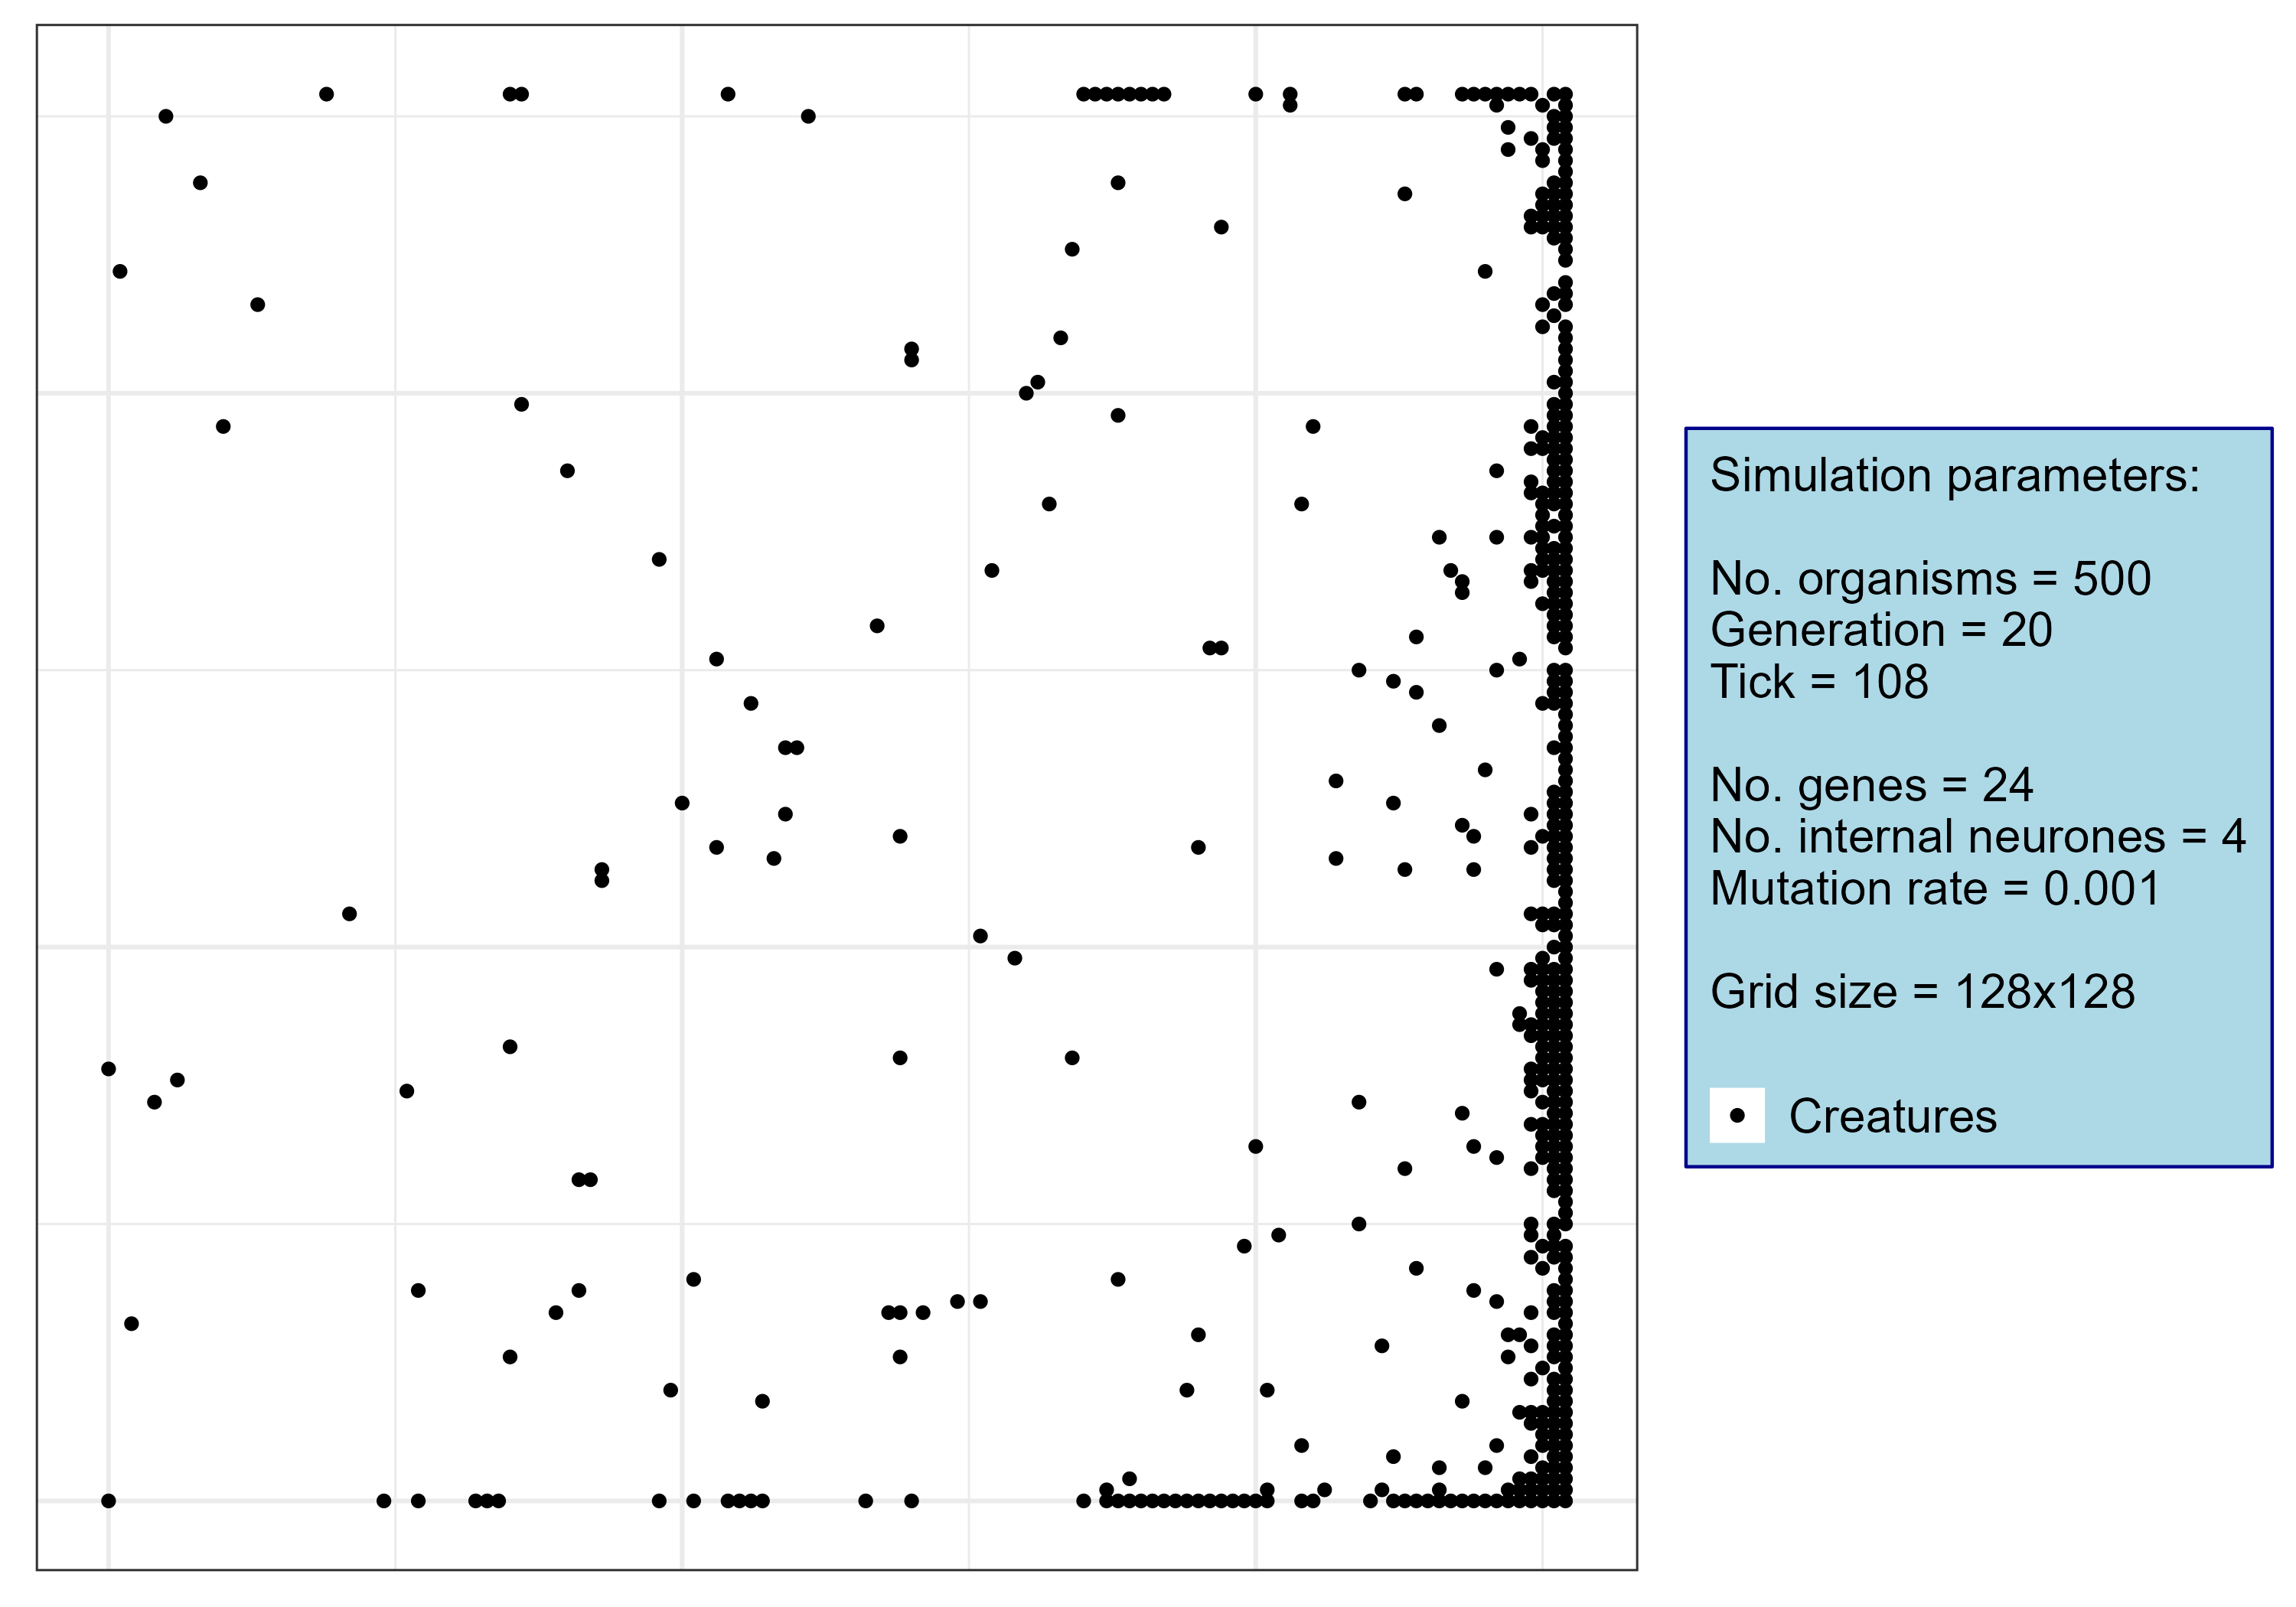 Simulation parameters:
No. organisms = 500
Generation = 20
Tick = 108
No. genes = 24
No. internal neurones = 4
Mutation rate = 0.001
Grid size = 128x128
Creatures